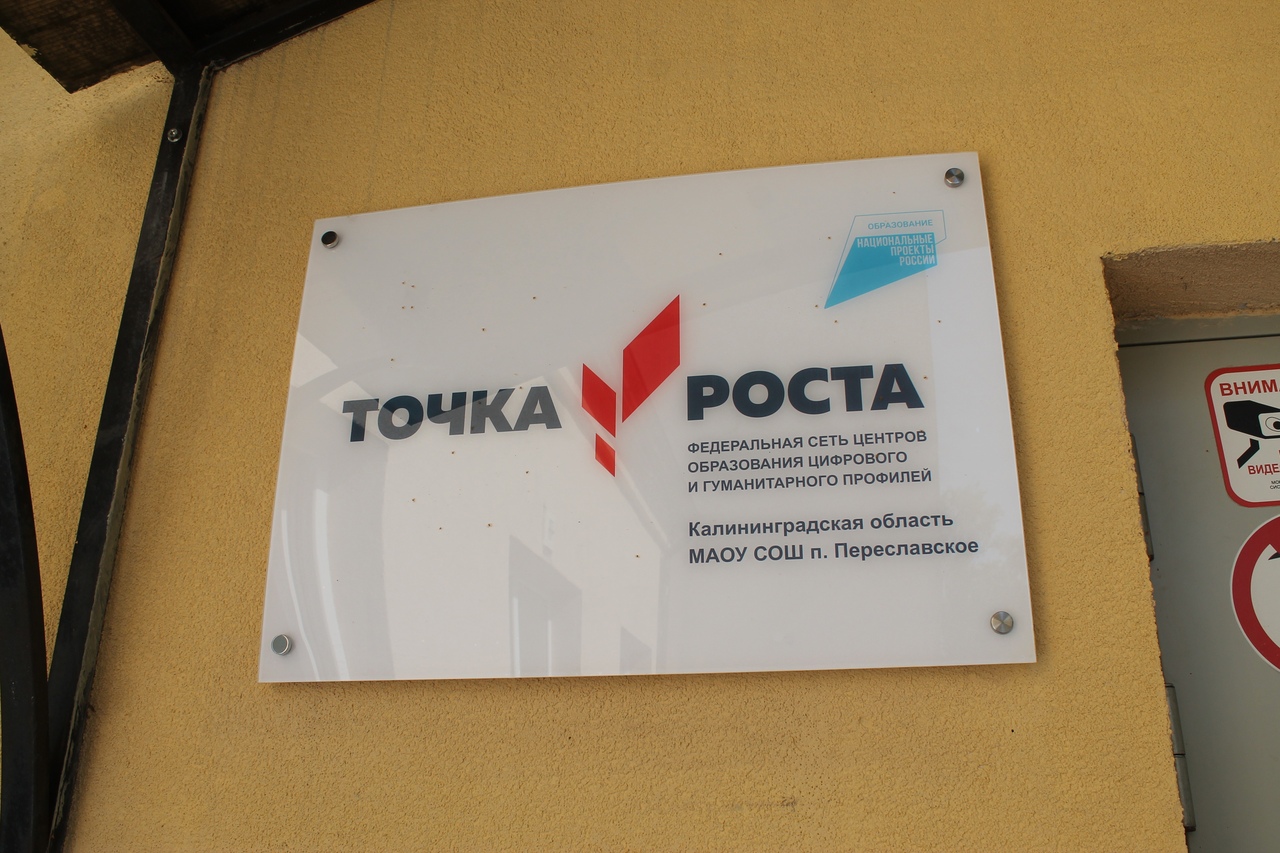 ОБРАЗОВАНИЕ
НАЦИОНАЛЬНЫЕ
ПРОЕКТЫ
РОССИИ
ТОЧКА РОСТА
ФЕДЕРАЛЬНАЯ СЕТЬ ЦЕНТРОВ
ОБРАЗОВАНИЯ ЦИФРОВОГО
И ГУМАНИТАРНОГО ПРОФИЛЕЙ
Калининградская область
МАОУ СОШ п. Переславское